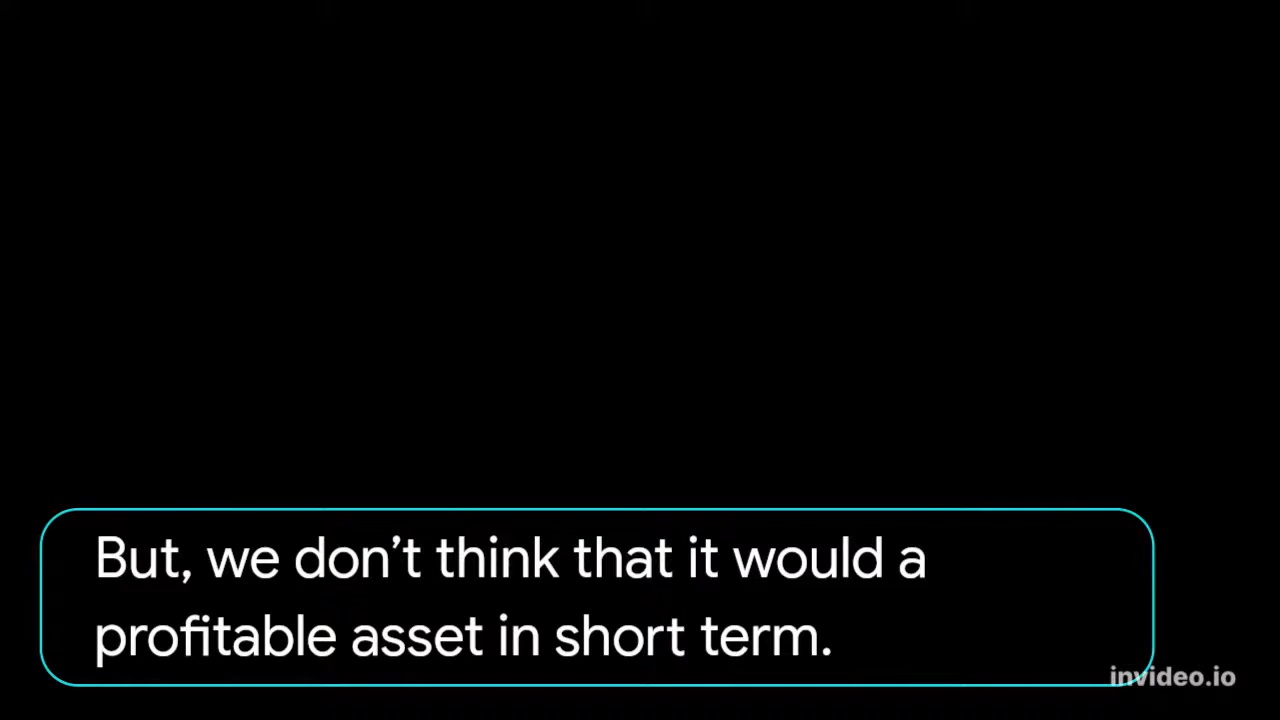 But, we don’t think that it would a
profitable asset in short term.
invideo.io